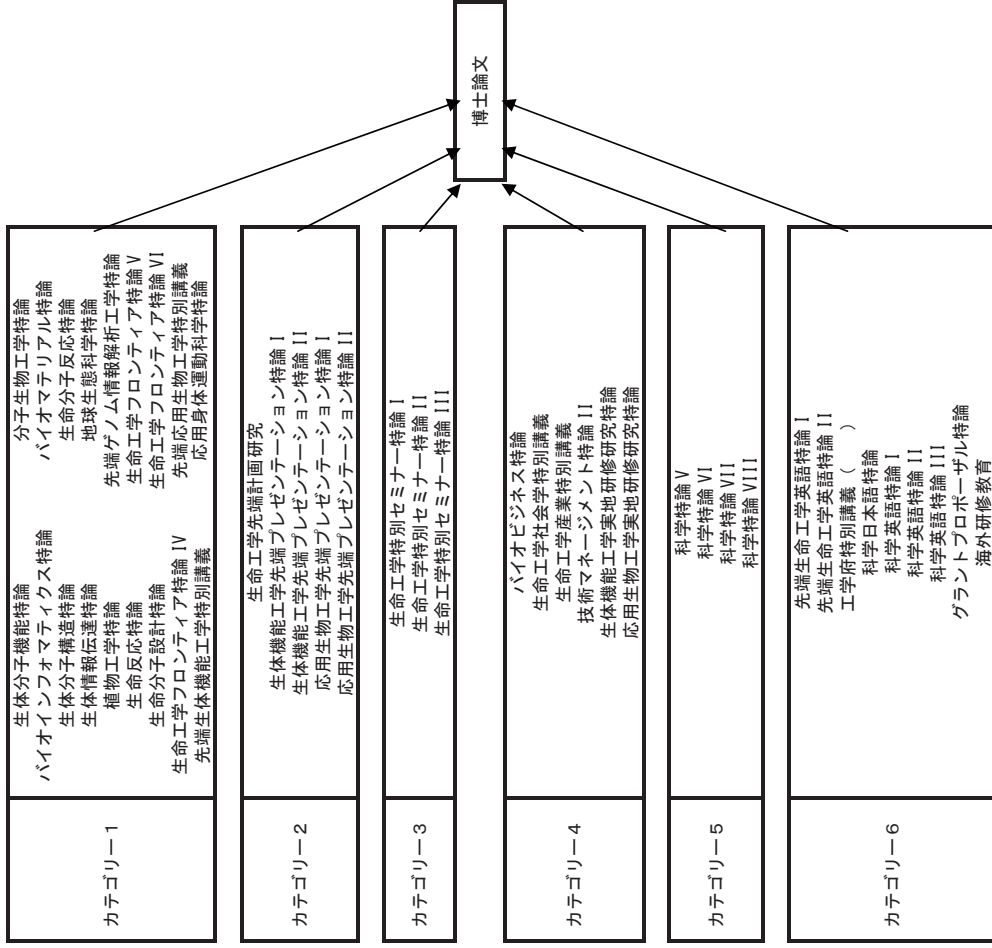 カテゴリー１
生体分子機能特論
バイオインフォマティクス特論
生体分子構造特論
生体情報伝達特論
植物工学特論
生命反応特論
生命分子設計特論
生命工学フロンティア特論 IV
先端生体機能工学特別講義
分子生物工学特論
バイオマテリアル特論
生命分子反応特論
地球生態科学特論
先端ゲノム情報解析工学特論
生命工学フロンティア特論 V
生命工学フロンティア特論 VI
先端応用生物工学特別講義
応用身体運動科学特論
カテゴリー２
生命工学先端計画研究
生体機能工学先端プレゼンテーション特論 I
生体機能工学先端プレゼンテーション特論 II
応用生物工学先端プレゼンテーション特論 I
応用生物工学先端プレゼンテーション特論 II
カテゴリー３
生命工学特別セミナー特論 I
生命工学特別セミナー特論 II
生命工学特別セミナー特論 III
カテゴリー４
バイオビジネス特論
生命工学社会学特別講義
生命工学産業特別講義
技術マネージメント特論 II
生体機能工学実地研修研究特論
応用生物工学実地研修研究特論
カテゴリー５
科学特論 V
科学特論 VI
科学特論 VII
科学特論 VIII
カテゴリー６
先端生命工学英語特論 I
先端生命工学英語特論 II
工学府特別講義（　　）
科学日本語特論
科学英語特論 I
科学英語特論 II
科学英語特論 III
グラントプロポーザル特論
海外研修教育
博士論文